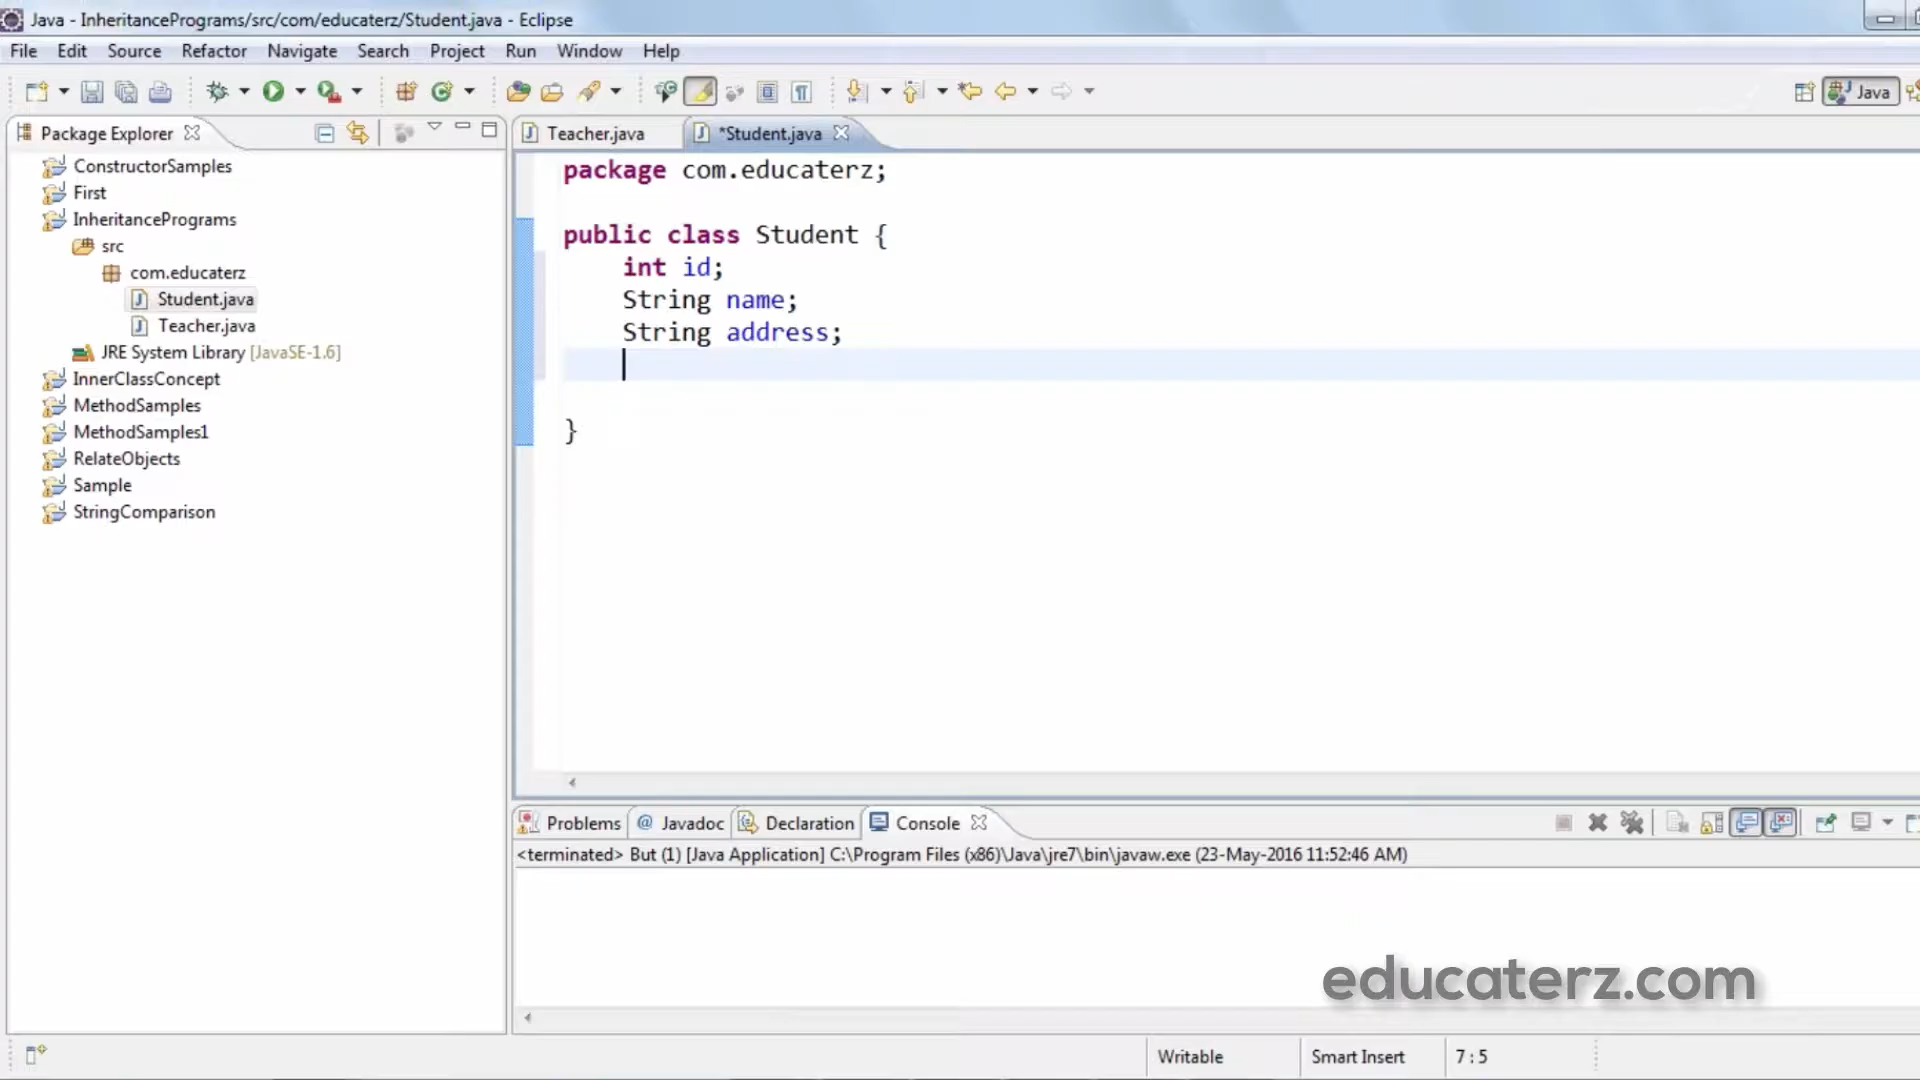 Java - InheritancePrograms/src/com/educaterz/Student.java - Eclipse
File Edit Source Refactor Navigate Search Project Run Window Help
Java
Package Explorer
Teacher.java
*Student.java
ConstructorSamples
First
InheritancePrograms
src
com.educaterz
Student.java
Teacher.java
JRE System Library [JavaSE-1.6]
InnerClassConcept
MethodSamples
MethodSamples1
RelateObjects
Sample
StringComparison
package com.educaterz;
public class Student {
int id;
String name;
String address;
}
Problems @ Javadoc Declaration Console
<terminated> But (1) [Java Application] C:\Program Files (x86)\Java\jre7\bin\javaw.exe (23-May-2016 11:52:46 AM)
educaterz.com
Writable Smart Insert 7 : 5